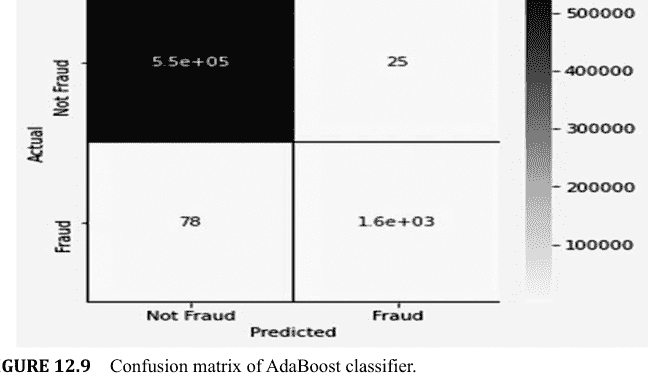 500000
5.5e+05 25
400000
Not Fraud
300000
Actual
200000
78 1.6e+03
Fraud
100000
Not Fraud Fraud
Predicted
IGURE 12.9 Confusion matrix of AdaBoost classifier.